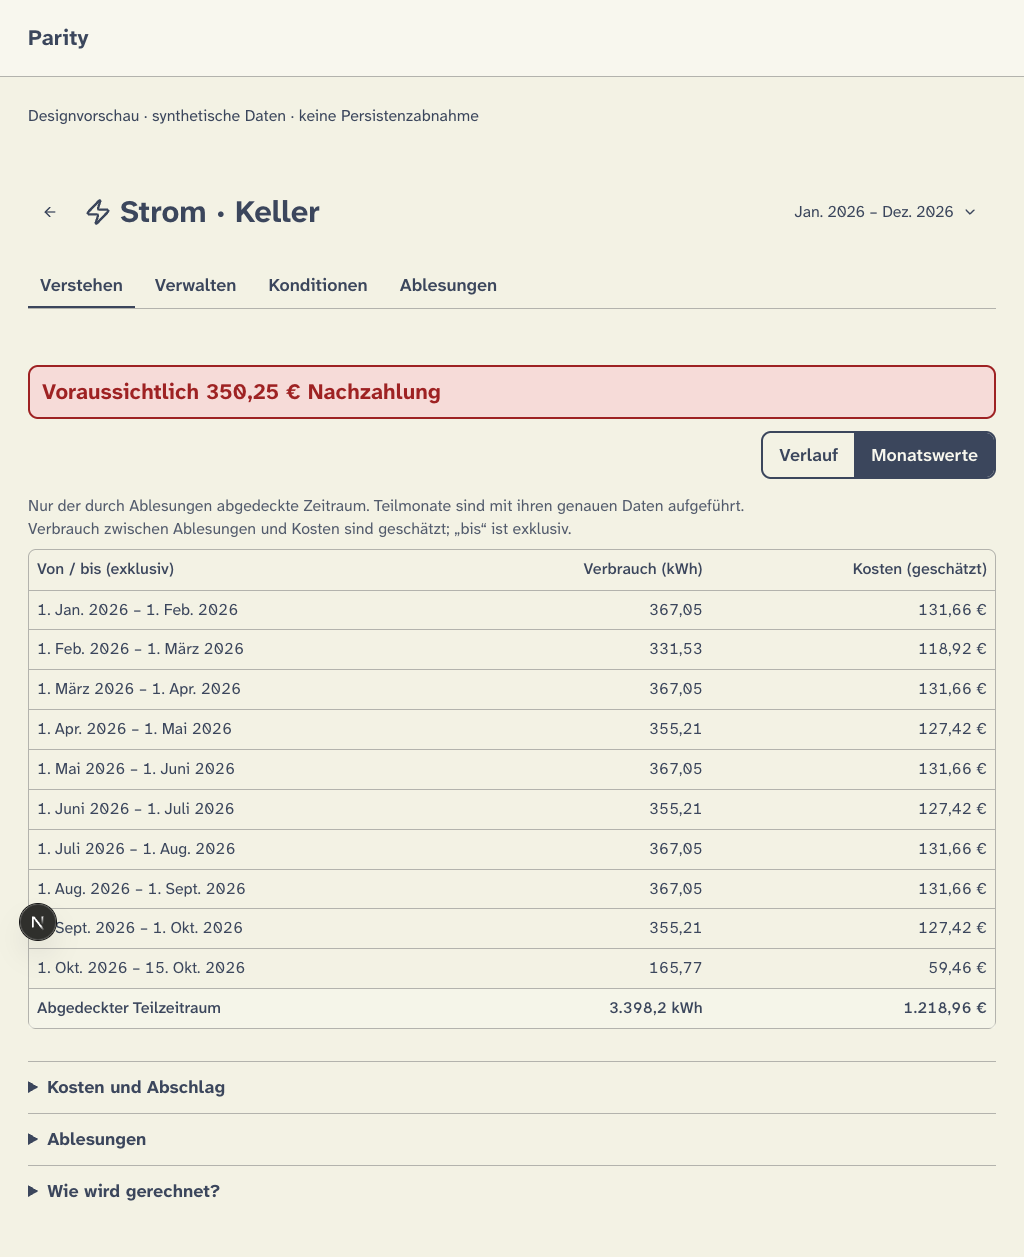 Parity
Designvorschau · synthetische Daten · keine Persistenzabnahme
← Strom · Keller
Jan. 2026 – Dez. 2026
Verstehen Verwalten Konditionen Ablesungen
Voraussichtlich 350,25 € Nachzahlung
Verlauf Monatswerte
Nur der durch Ablesungen abgedeckte Zeitraum. Teilmonate sind mit ihren genauen Daten aufgeführt.
Verbrauch zwischen Ablesungen und Kosten sind geschätzt; „bis“ ist exklusiv.
Von / bis (exklusiv) Verbrauch (kWh) Kosten (geschätzt)
1. Jan. 2026 – 1. Feb. 2026 367,05 131,66 €
1. Feb. 2026 – 1. März 2026 331,53 118,92 €
1. März 2026 – 1. Apr. 2026 367,05 131,66 €
1. Apr. 2026 – 1. Mai 2026 355,21 127,42 €
1. Mai 2026 – 1. Juni 2026 367,05 131,66 €
1. Juni 2026 – 1. Juli 2026 355,21 127,42 €
1. Juli 2026 – 1. Aug. 2026 367,05 131,66 €
1. Aug. 2026 – 1. Sept. 2026 367,05 131,66 €
N
Sept. 2026 – 1. Okt. 2026 355,21 127,42 €
1. Okt. 2026 – 15. Okt. 2026 165,77 59,46 €
Abgedeckter Teilzeitraum 3.398,2 kWh 1.218,96 €
Kosten und Abschlag
Ablesungen
Wie wird gerechnet?